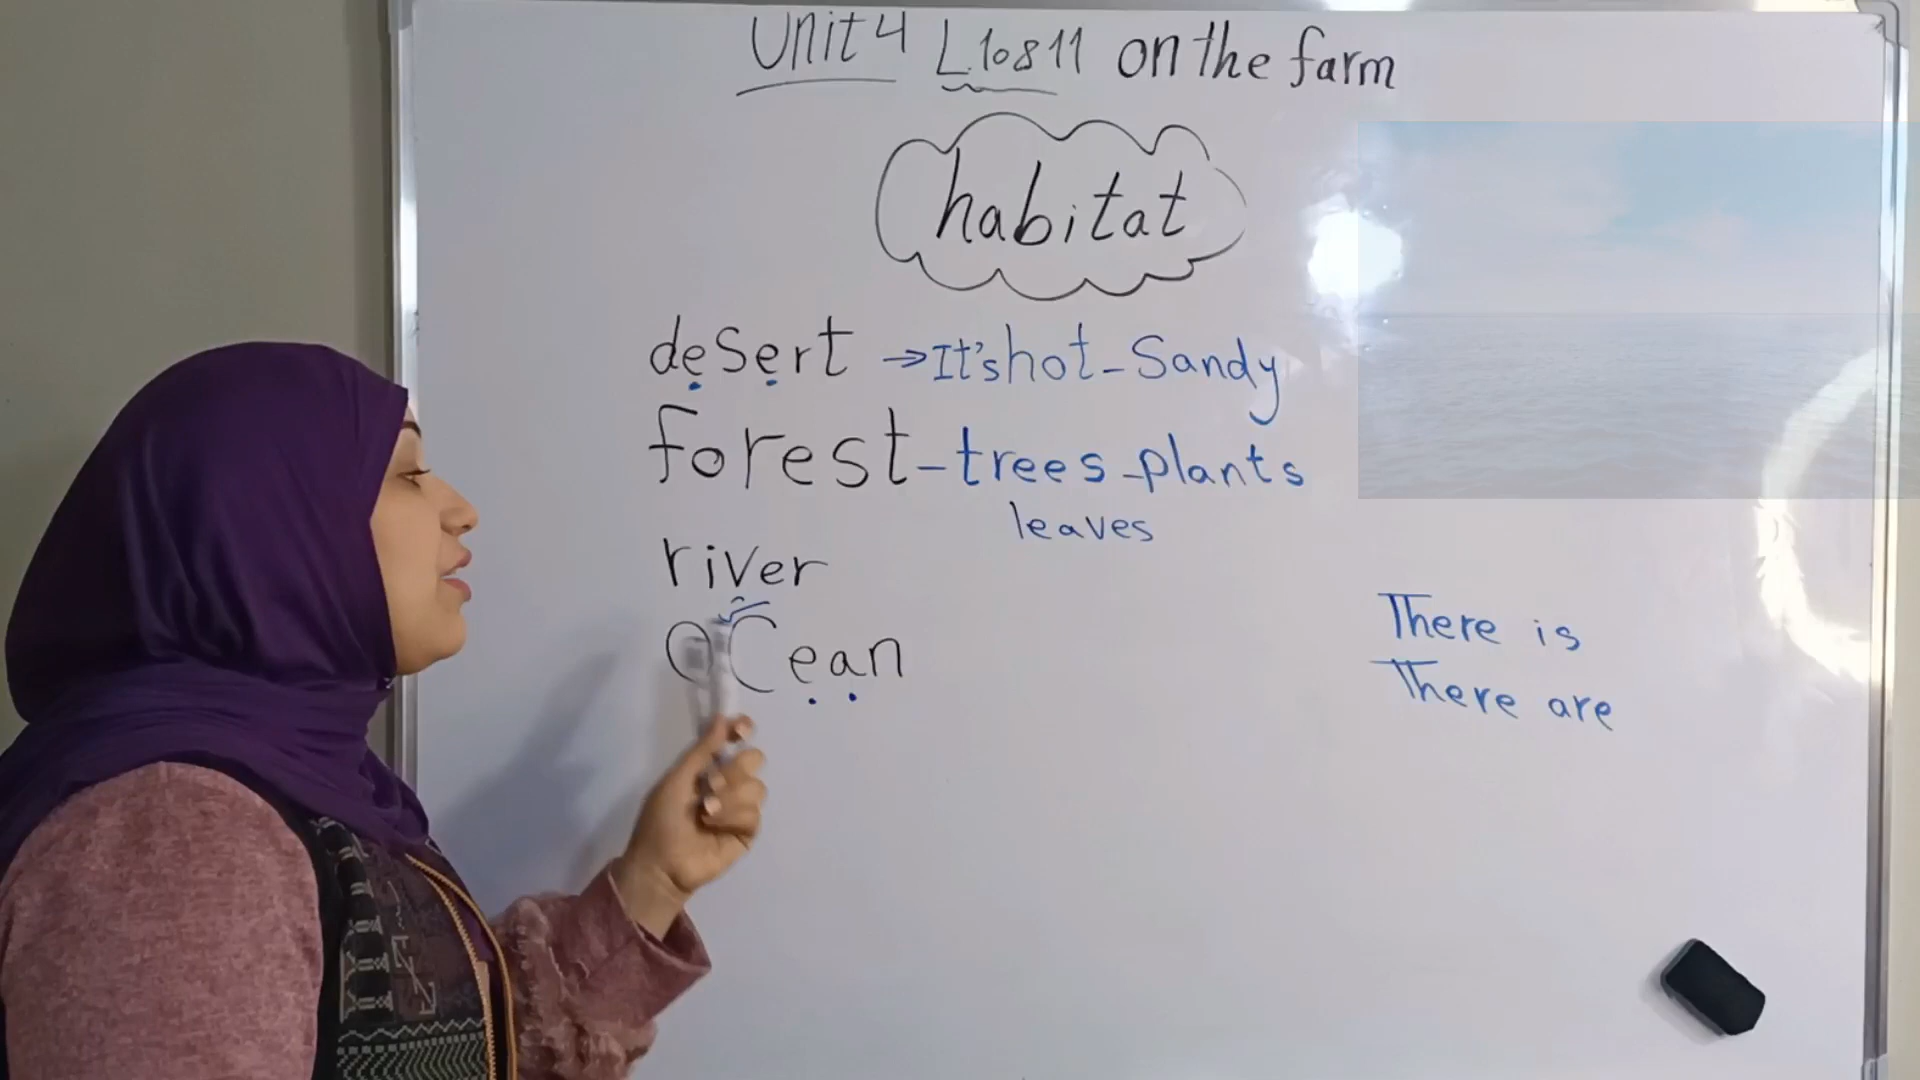 Unit 4 L.10&11 on the farm
habitat
desert → It's hot - Sandy
forest - trees - plants
leaves
river
Ocean
There is
There are